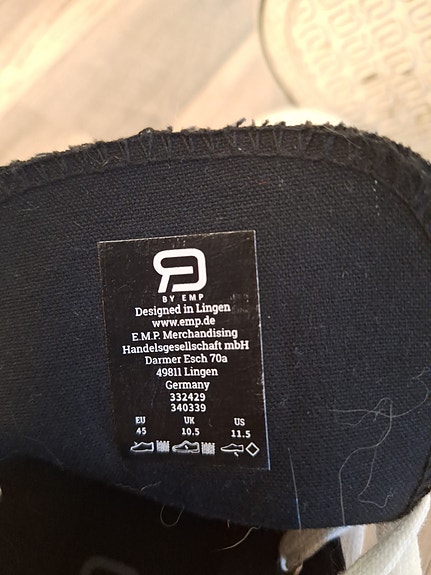 BY EMP
Designed in Lingen
www.emp.de
E.M.P. Merchandising
Handelsgesellschaft mbH
Darmer Esch 70a
49811 Lingen
Germany
332429
340339
EU UK US
45 10.5 11.5